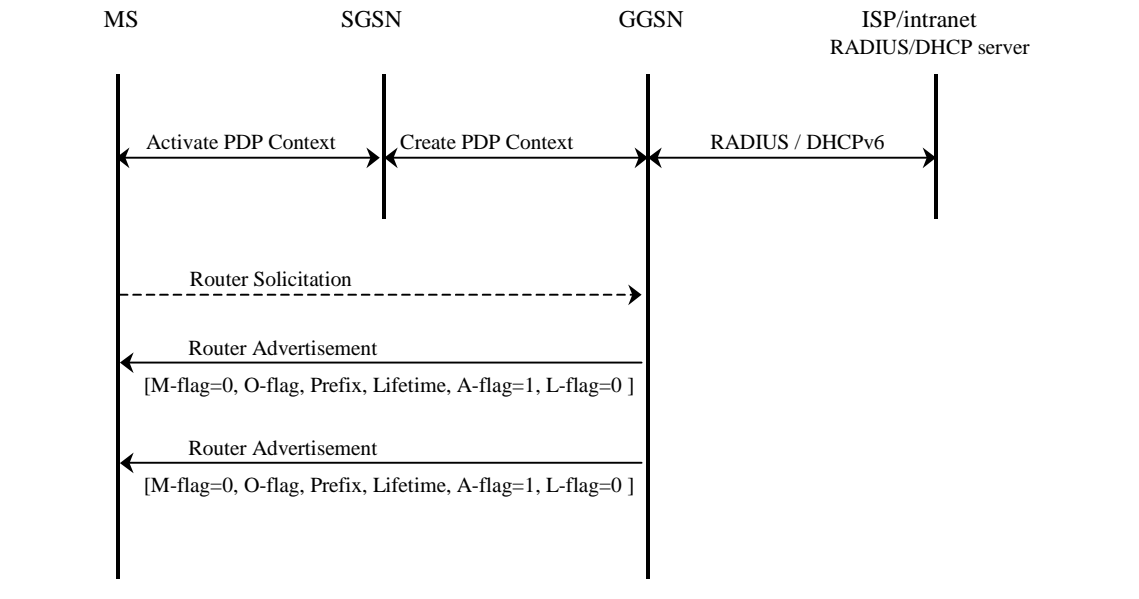 MS
SGSN
GGSN
ISP/intranet
RADIUS/DHCP server
Activate PDP Context
Create PDP Context
RADIUS / DHCPv6
Router Solicitation
Router Advertisement
[M-flag=0, O-flag, Prefix, Lifetime, A-flag=1, L-flag=0 ]
Router Advertisement
[M-flag=0, O-flag, Prefix, Lifetime, A-flag=1, L-flag=0 ]